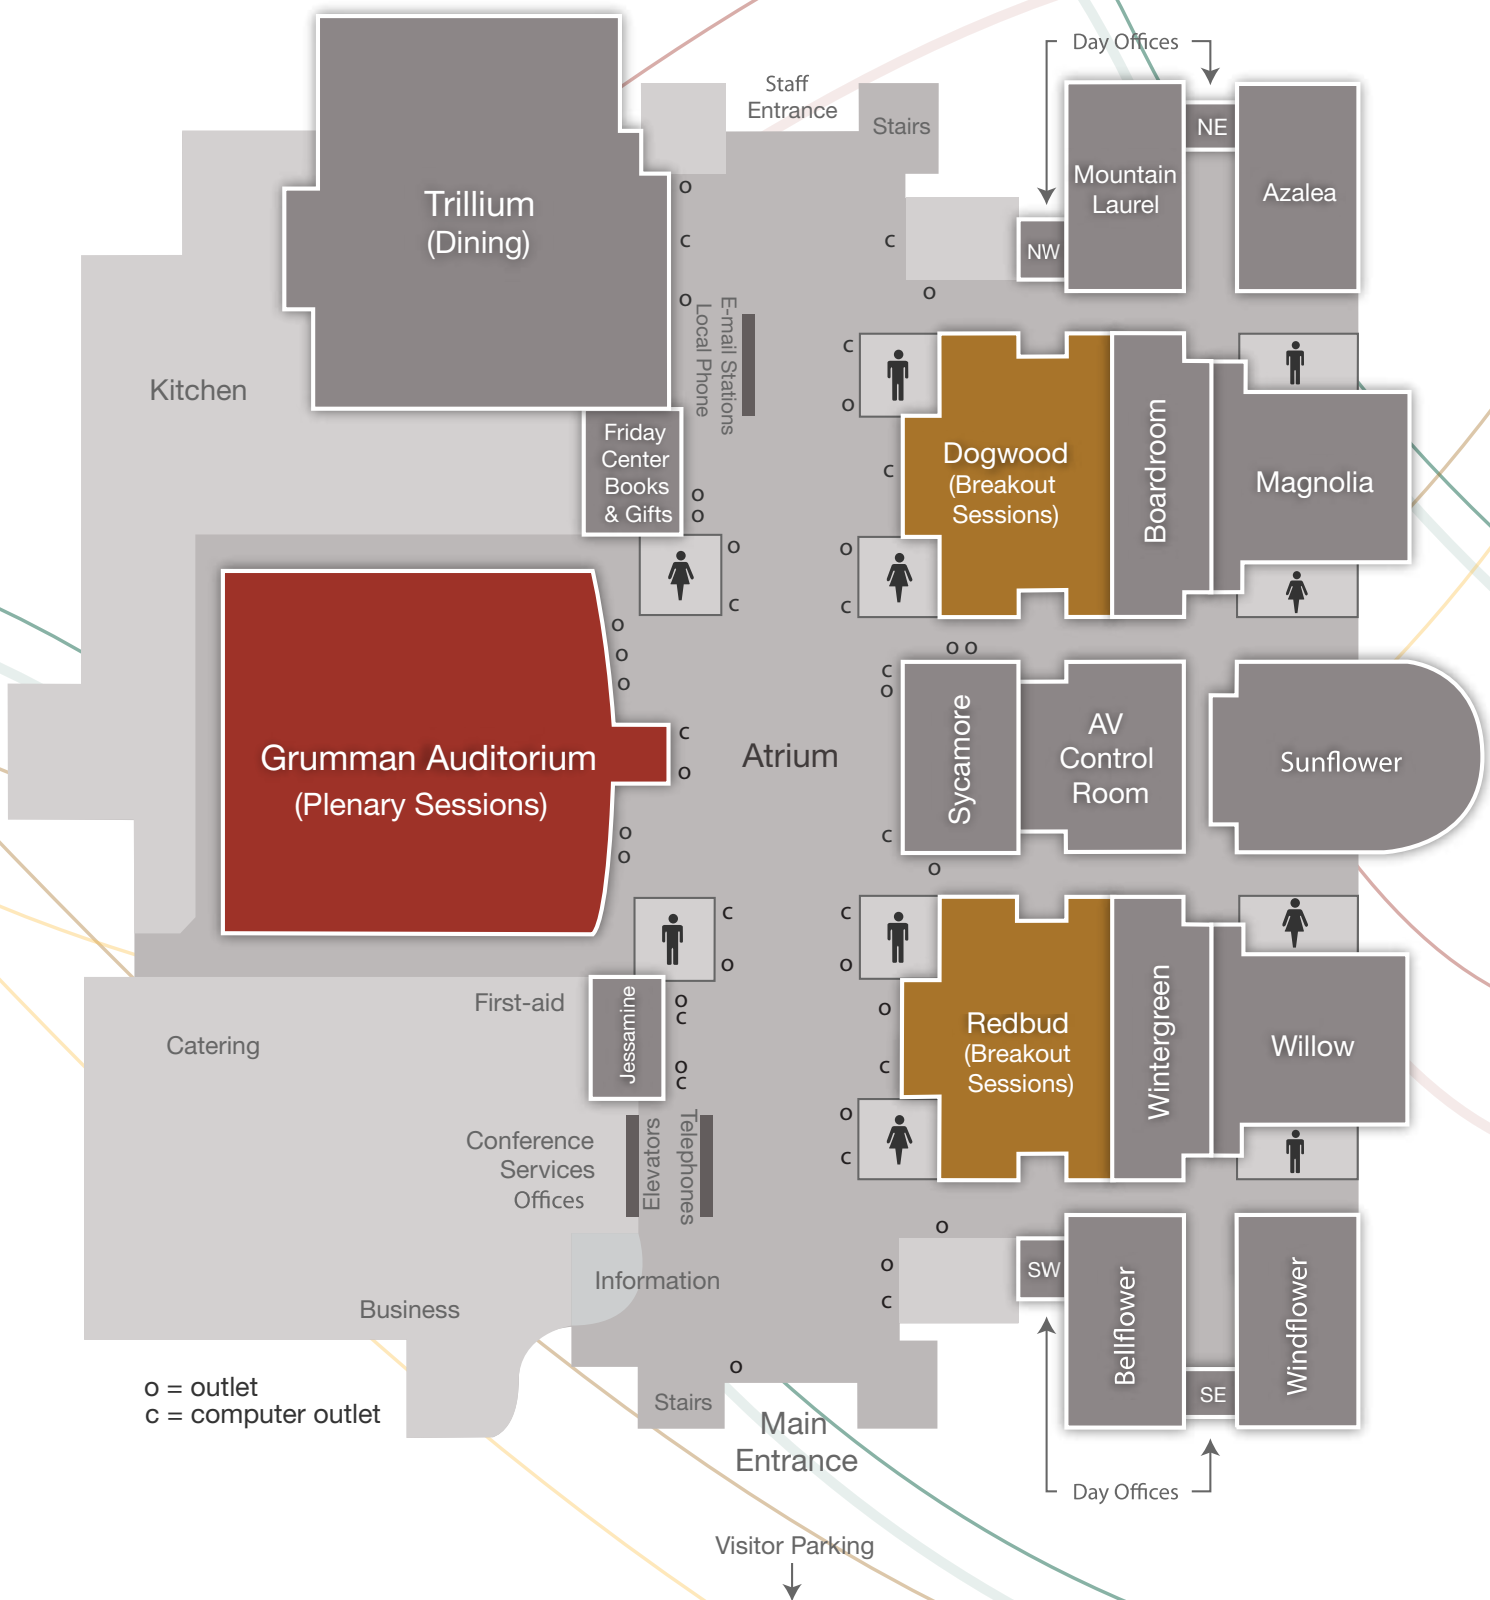 Day Offices
Staff
Entrance
Stairs
NE
Mountain
Laurel
Azalea
NW
Trillium
(Dining)
o
c
o
c
o
E-mail Stations
Local Phone
Kitchen
c
o
c
Friday
Center
Books
& Gifts
o
o
Dogwood
(Breakout
Sessions)
Boardroom
Magnolia
o
c
o
c
o
o
o
o o
c
o
c
o
Grumman Auditorium
(Plenary Sessions)
Atrium
Sycamore
AV
Control
Room
Sunflower
o
o
c
o
c
o
c
o
o
c
Redbud
(Breakout
Sessions)
Wintergreen
Willow
First-aid
Jessamine
o
c
o
c
Catering
o
c
Conference
Services
Offices
Elevators
Telephones
o
o
c
SW
Information
Business
Bellflower
Windflower
SE
o
o = outlet
c = computer outlet
Stairs
Main
Entrance
Day Offices
Visitor Parking